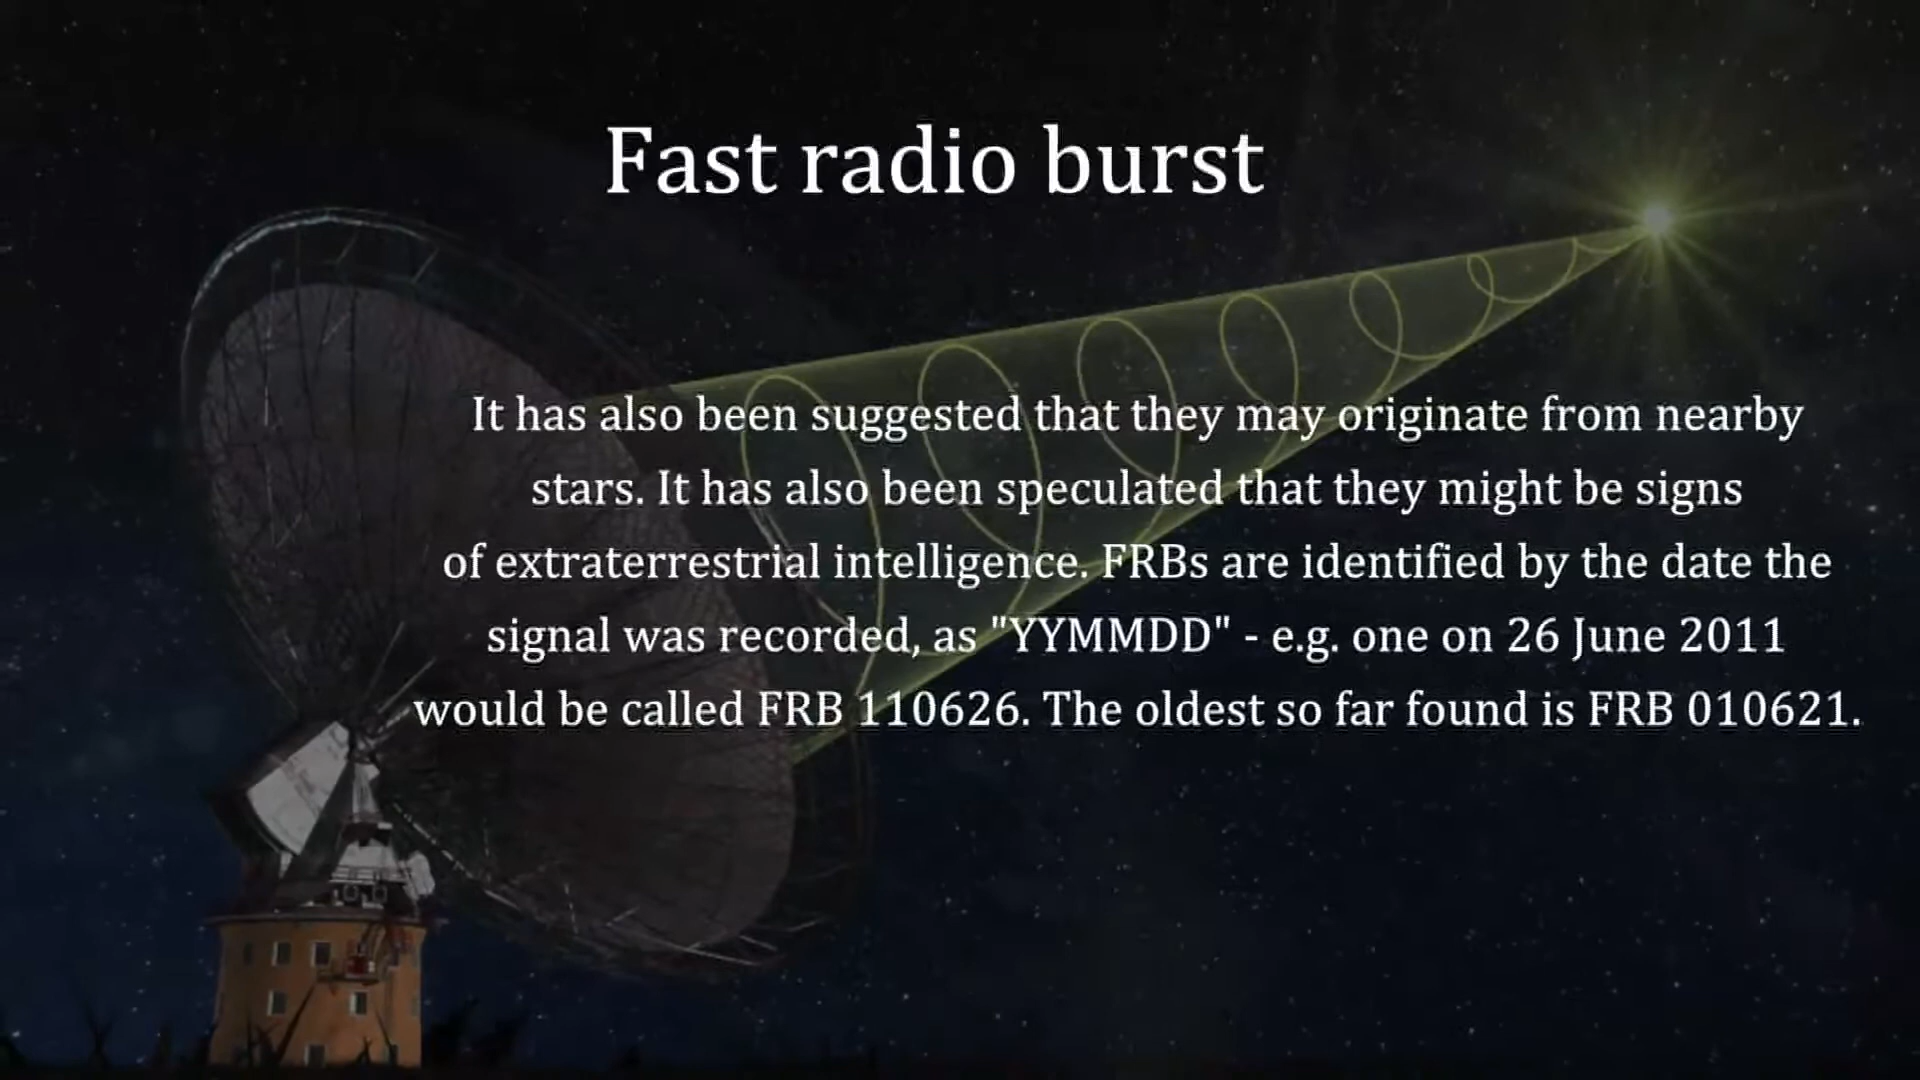 Fast radio burst
It has also been suggested that they may originate from nearby
stars. It has also been speculated that they might be signs
of extraterrestrial intelligence. FRBs are identified by the date the
signal was recorded, as "YYMMDD" - e.g. one on 26 June 2011
would be called FRB 110626. The oldest so far found is FRB 010621.